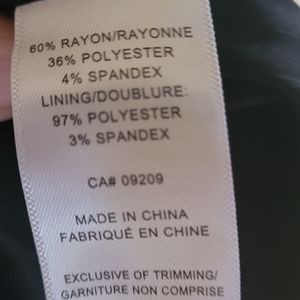 60% RAYON/RAYONNE
36% POLYESTER
4% SPANDEX
LINING/DOUBLURE:
97% POLYESTER
3% SPANDEX
CA# 09209
MADE IN CHINA
FABRIQUÉ EN CHINE
EXCLUSIVE OF TRIMMING/
GARNITURE NON COMPRISE